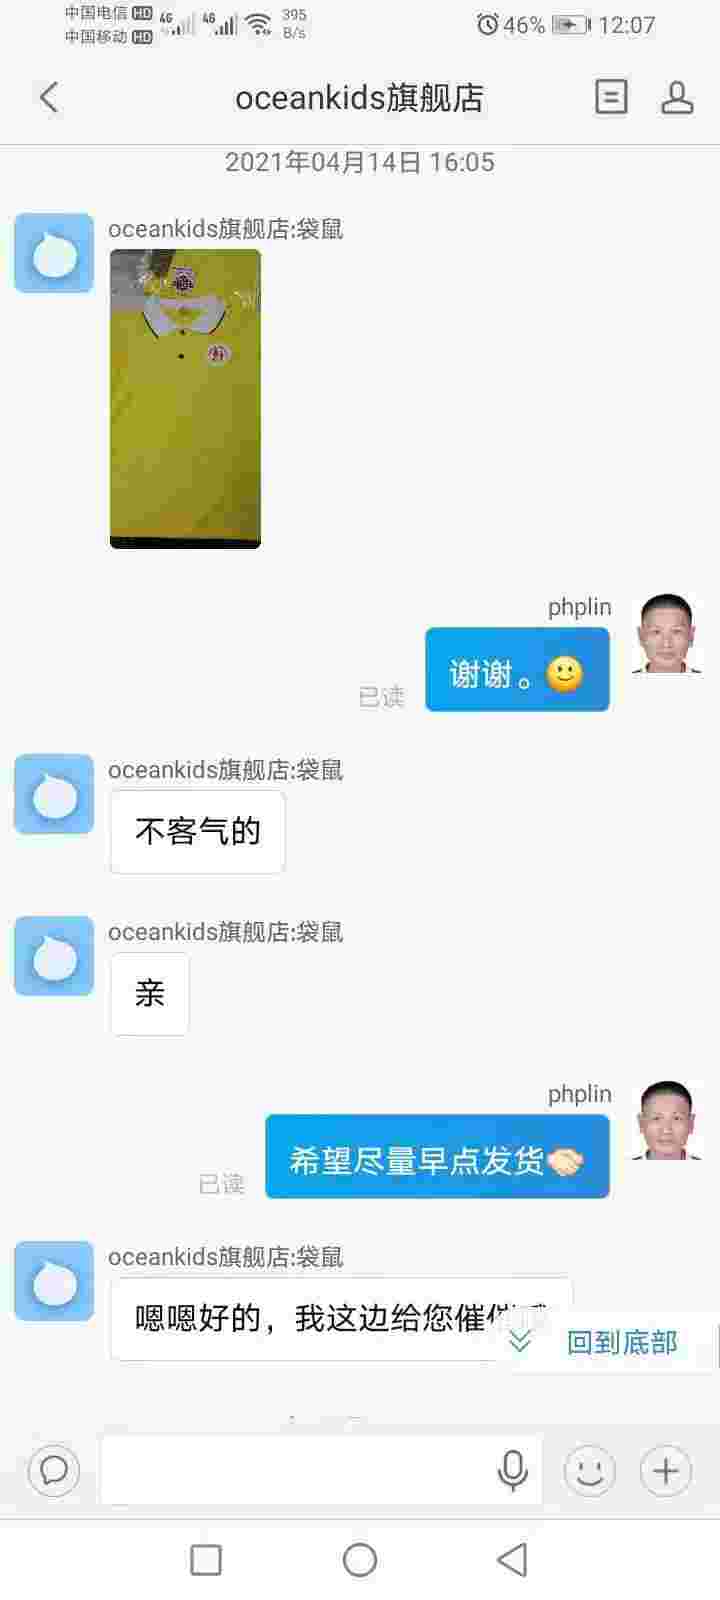 中国电信 HD
中国移动 HD
4G
4G
395
B/s
46%
12:07
oceankids旗舰店
2021年04月14日 16:05
oceankids旗舰店:袋鼠
phplin
谢谢。
已读
oceankids旗舰店:袋鼠
不客气的
oceankids旗舰店:袋鼠
亲
phplin
希望尽量早点发货
已读
oceankids旗舰店:袋鼠
嗯嗯好的，我这边给您催
回到底部